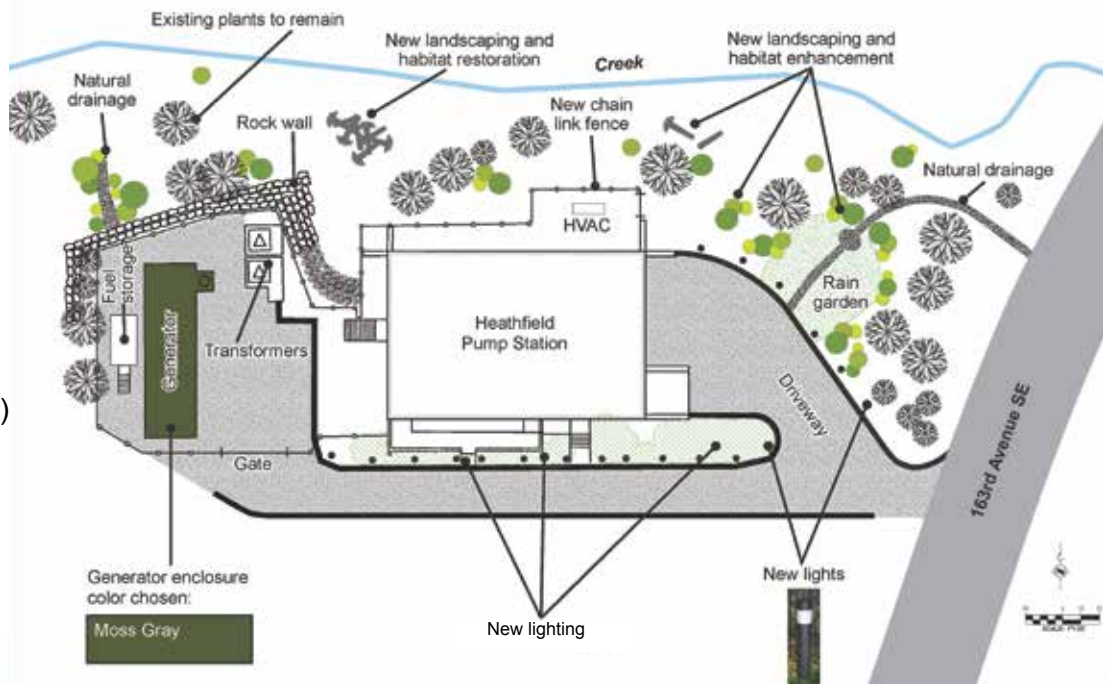 Existing plants to remain
New landscaping and
habitat restoration
Creek
New landscaping and
habitat enhancement
Natural
drainage
Rock wall
New chain
link fence
Natural drainage
HVAC
Fuel
storage
Generator
Transformers
Heathfield
Pump Station
Rain
garden
Driveway
)
Gate
163rd Avenue SE
Generator enclosure
color chosen:
Moss Gray
New lighting
New lights